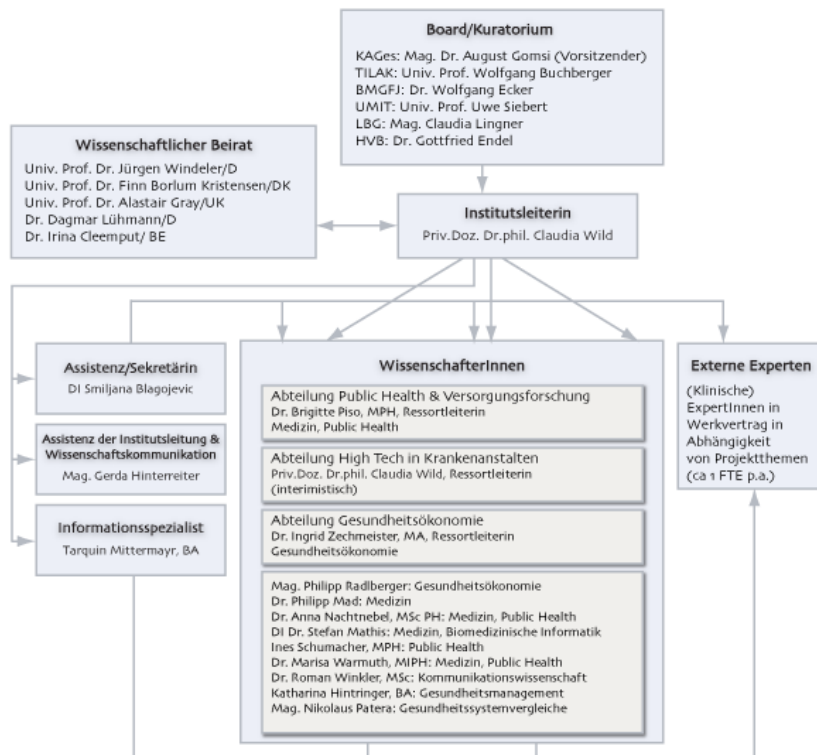 Board/Kuratorium
KAGes: Mag. Dr. August Gomsi (Vorsitzender)
TILAK: Univ. Prof. Wolfgang Buchberger
BMGFJ: Dr. Wolfgang Ecker
UMIT: Univ. Prof. Uwe Siebert
LBG: Mag. Claudia Lingner
HVB: Dr. Gottfried Endel
Wissenschaftlicher Beirat
Univ. Prof. Dr. Jürgen Windeler/D
Univ. Prof. Dr. Finn Borlum Kristensen/DK
Univ. Prof. Dr. Alastair Gray/UK
Dr. Dagmar Lühmann/D
Dr. Irina Cleemput/ BE
Institutsleiterin
Priv.Doz. Dr.phil. Claudia Wild
Assistenz/Sekretärin
DI Smiljana Blagojevic
Assistenz der Institutsleitung &
Wissenschaftskommunikation
Mag. Gerda Hinterreiter
Informationsspezialist
Tarquin Mittermayr, BA
WissenschafterInnen
Abteilung Public Health & Versorgungsforschung
Dr. Brigitte Piso, MPH, Ressortleiterin
Medizin, Public Health
Abteilung High Tech in Krankenanstalten
Priv.Doz. Dr.phil. Claudia Wild, Ressortleiterin
(interimistisch)
Abteilung Gesundheitsökonomie
Dr. Ingrid Zechmeister, MA, Ressortleiterin
Gesundheitsökonomie
Mag. Philipp Radlberger: Gesundheitsökonomie
Dr. Philipp Mad: Medizin
Dr. Anna Nachtnebel, MSc PH: Medizin, Public Health
DI Dr. Stefan Mathis: Medizin, Biomedizinische Informatik
Ines Schumacher, MPH: Public Health
Dr. Marisa Warmuth, MIPH: Medizin, Public Health
Dr. Roman Winkler, MSc: Kommunikationswissenschaft
Katharina Hintringer, BA: Gesundheitsmanagement
Mag. Nikolaus Patera: Gesundheitssystemvergleiche
Externe Experten
(Klinische)
ExpertInnen in
Werkvertrag in
Abhängigkeit
von Projektthemen
(ca 1 FTE p.a.)